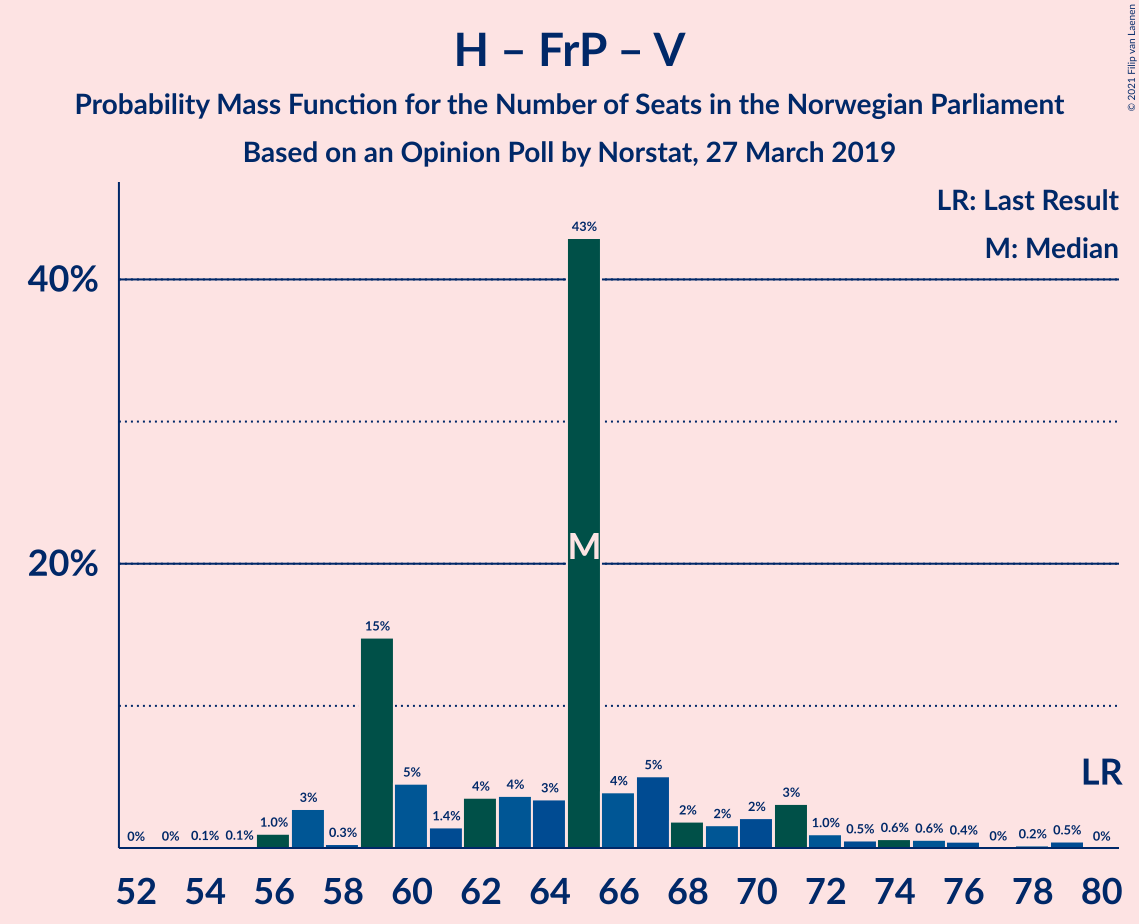 H – FrP – V
Probability Mass Function for the Number of Seats in the Norwegian Parliament
Based on an Opinion Poll by Norstat, 27 March 2019
© 2021 Filip van Laenen
LR: Last Result
M: Median
40%
20%
0% 0% 0.1% 0.1% 1.0% 3% 0.3% 15% 5% 1.4% 4% 4% 3% 43% 4% 5% 2% 2% 2% 3% 1.0% 0.5% 0.6% 0.6% 0.4% 0% 0.2% 0.5% 0%
M
LR
52 54 56 58 60 62 64 66 68 70 72 74 76 78 80